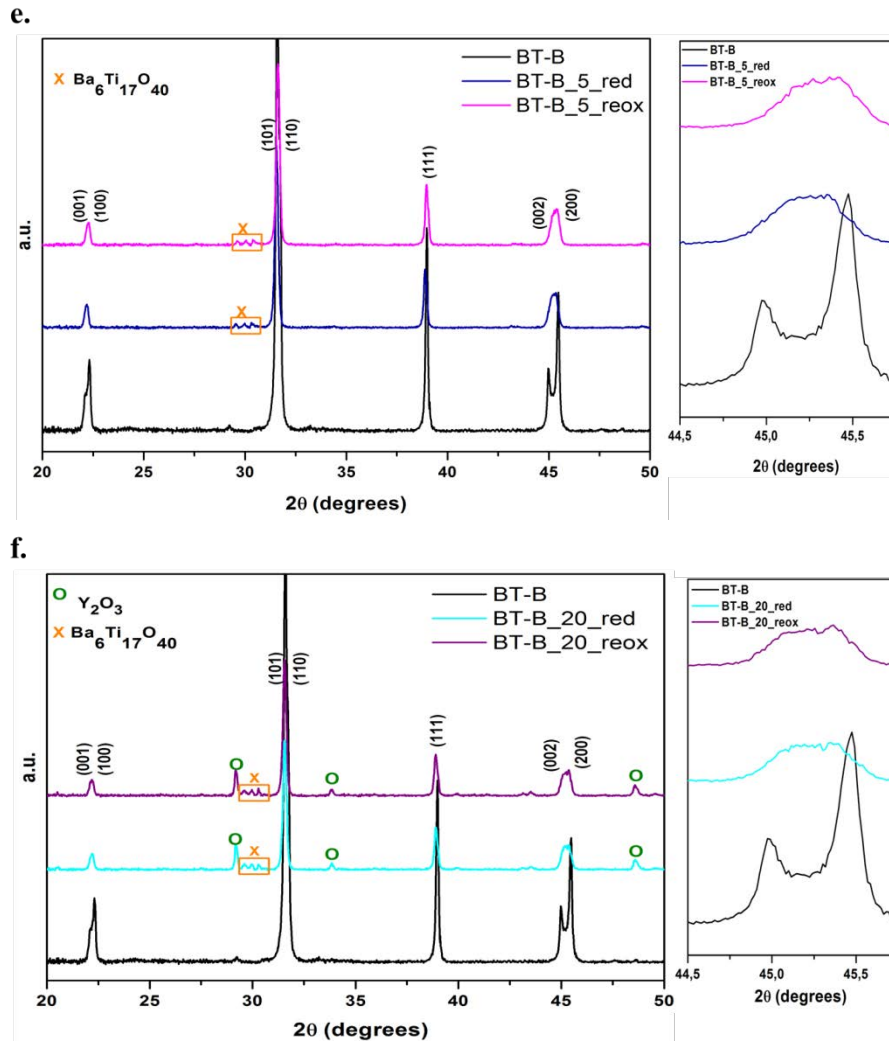 e.
X Ba6Ti17O40
BT-B
BT-B_5_red
BT-B_5_reox
(001)
(100)
X
X
(101)
(110)
(111)
(002)
(200)
a.u.
20 25 30 35 40 45 50
2θ (degrees)
BT-B
BT-B_5_red
BT-B_5_reox
44,5 45,0 45,5
2θ (degrees)
f.
O Y2O3
X Ba6Ti17O40
BT-B
BT-B_20_red
BT-B_20_reox
(001)
(100)
O
X
O
X
(101)
(110)
O
O
(111)
(002)
(200)
O
O
a.u.
20 25 30 35 40 45 50
2θ (degrees)
BT-B
BT-B_20_red
BT-B_20_reox
44,5 45,0 45,5
2θ (degrees)